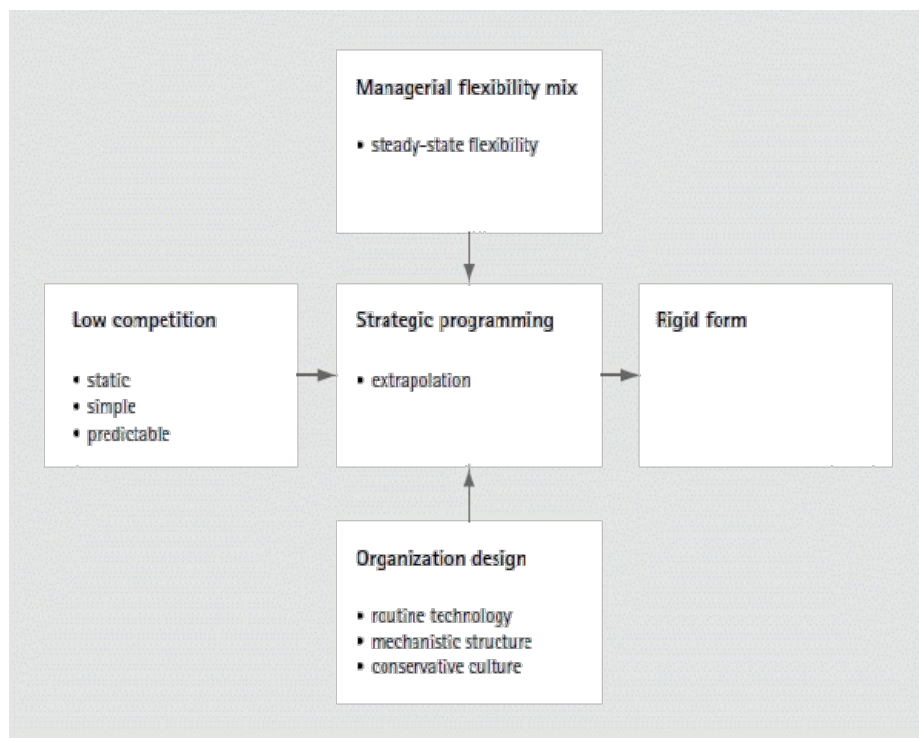 Managerial flexibility mix
• steady-state flexibility
Low competition
• static
• simple
• predictable
Strategic programming
• extrapolation
Rigid form
Organization design
• routine technology
• mechanistic structure
• conservative culture